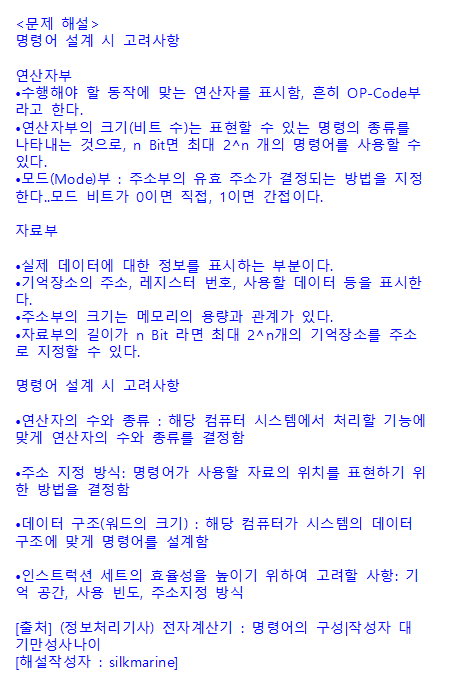 <문제 해설>
명령어 설계 시 고려사항
연산자부
•수행해야 할 동작에 맞는 연산자를 표시함, 흔히 OP-Code부
라고 한다.
•연산자부의 크기(비트 수)는 표현할 수 있는 명령의 종류를
나타내는 것으로, n Bit면 최대 2^n 개의 명령어를 사용할 수
있다.
•모드(Mode)부 : 주소부의 유효 주소가 결정되는 방법을 지정
한다..모드 비트가 0이면 직접, 1이면 간접이다.
자료부
•실제 데이터에 대한 정보를 표시하는 부분이다.
•기억장소의 주소, 레지스터 번호, 사용할 데이터 등을 표시한
다.
•주소부의 크기는 메모리의 용량과 관계가 있다.
•자료부의 길이가 n Bit 라면 최대 2^n개의 기억장소를 주소
로 지정할 수 있다.
명령어 설계 시 고려사항
•연산자의 수와 종류 : 해당 컴퓨터 시스템에서 처리할 기능에
맞게 연산자의 수와 종류를 결정함
•주소 지정 방식: 명령어가 사용할 자료의 위치를 표현하기 위
한 방법을 결정함
•데이터 구조(워드의 크기) : 해당 컴퓨터가 시스템의 데이터
구조에 맞게 명령어를 설계함
•인스트럭션 세트의 효율성을 높이기 위하여 고려할 사항: 기
억 공간, 사용 빈도, 주소지정 방식
[출처] (정보처리기사) 전자계산기 : 명령어의 구성|작성자 대
기만성사나이
[해설작성자 : silkmarine]